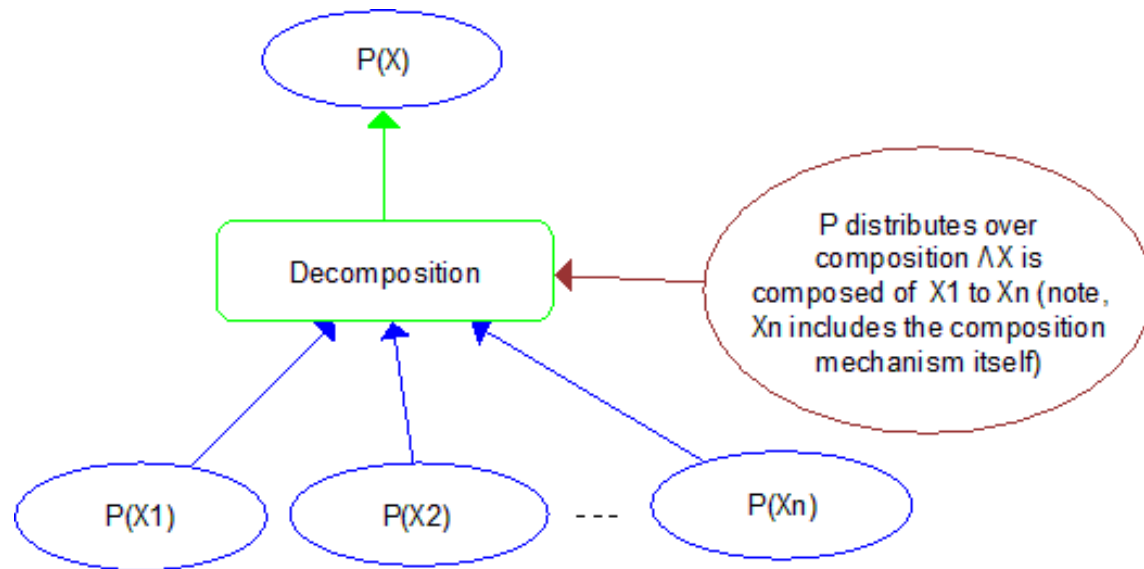 P(X)
Decomposition
P distributes over
composition ΛX is
composed of X1 to Xn (note,
Xn includes the composition
mechanism itself)
P(X1)
P(X2)
---
P(Xn)